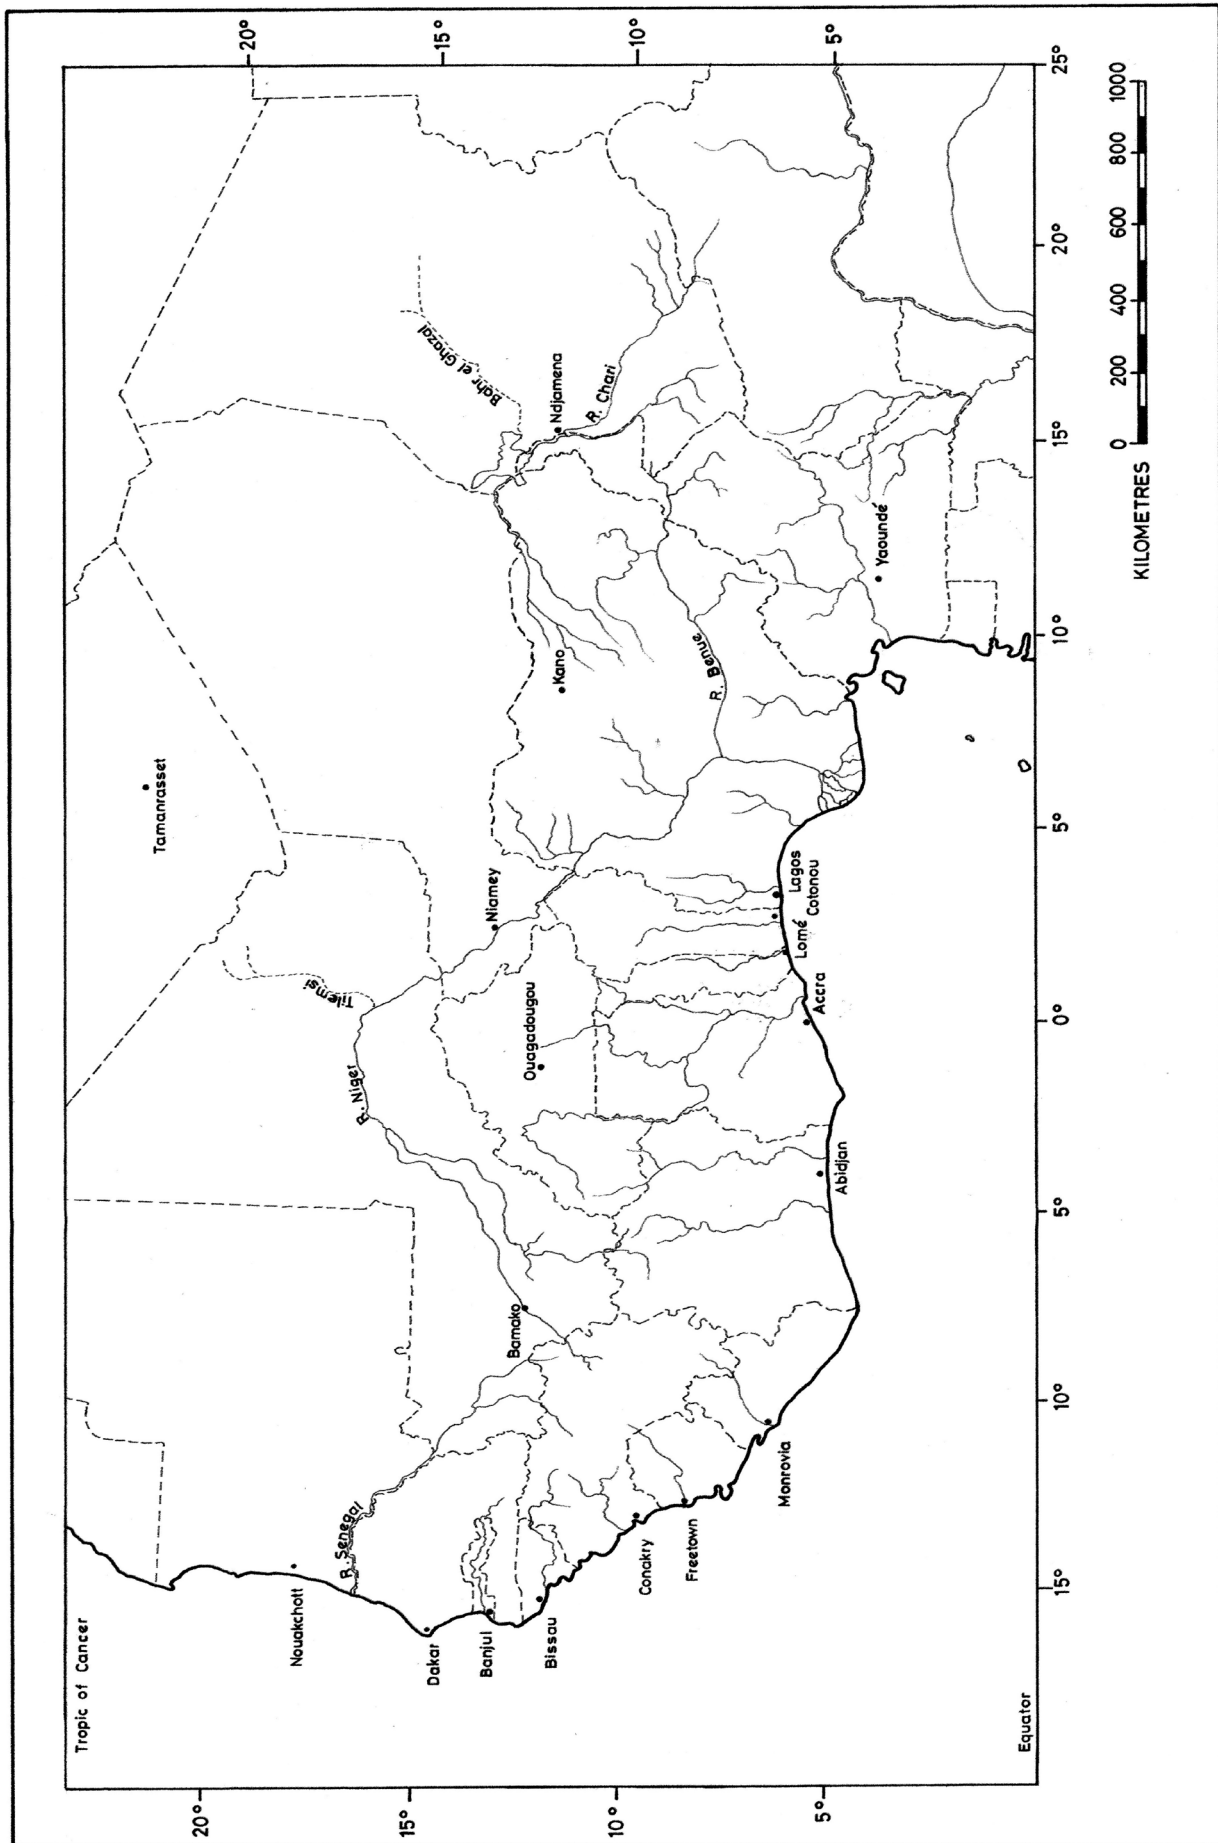 Tropic of Cancer
Equator
20°
15°
10°
5°
20°
15°
10°
5°
15°
10°
5°
0°
5°
10°
15°
20°
25°
Nouakchott
Dakar
Banjul
Bissau
Conakry
Freetown
Monrovia
R. Senegal
Bamako
Abidjan
R. Niger
Ouagadougou
Accra
Lomé
Cotonou
Lagos
Tilemsi
Niamey
Tamanrasset
Kano
R. Benue
Yaoundé
Ndjamena
R. Chari
Bahr el Ghazal
0 200 400 600 800 1000
KILOMETRES